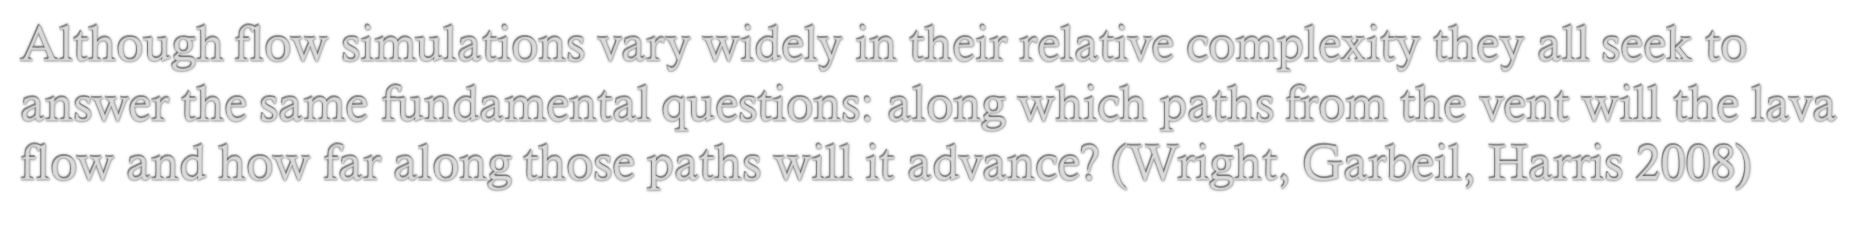 Although flow simulations vary widely in their relative complexity they all seek to
answer the same fundamental questions: along which paths from the vent will the lava
flow and how far along those paths will it advance? (Wright, Garbeil, Harris 2008)